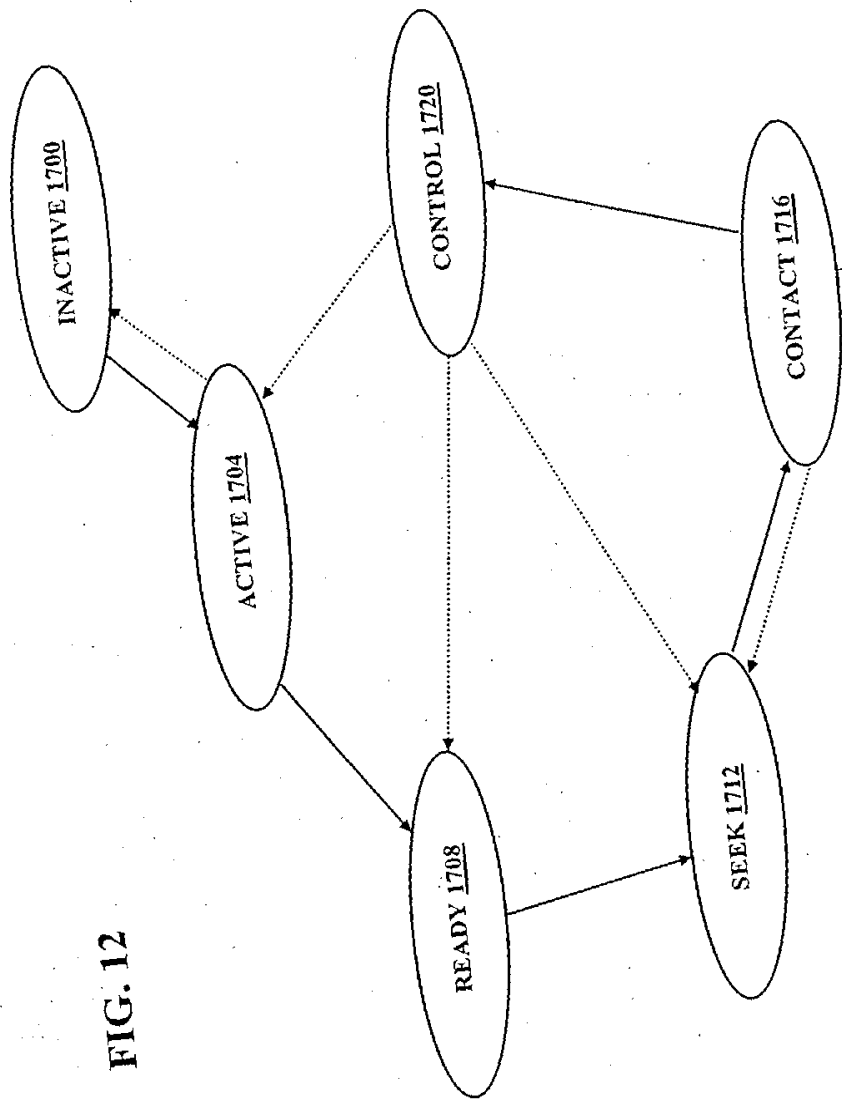 FIG. 12
INACTIVE 1700
ACTIVE 1704
CONTROL 1720
READY 1708
CONTACT 1716
SEEK 1712